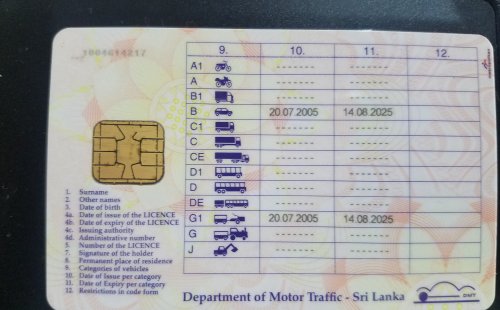 9. 10. 11. 12.
A1 ------- -------
A ------- -------
B1 ------- -------
B 20.07.2005 14.08.2025
C1 ------- -------
C ------- -------
CE ------- -------
D1 ------- -------
D ------- -------
DE ------- -------
G1 20.07.2005 14.08.2025
G ------- -------
J ------- -------
1. Surname
2. Other names
3. Date of birth
4a. Date of issue of the LICENCE
4b. Date of expiry of the LICENCE
4c. Issuing authority
4d. Administrative number
5. Number of the LICENCE
7. Signature of the holder
8. Permanent place of residence
9. Categories of vehicles
10. Date of Issue per category
11. Date of Expiry per category
12. Restrictions in code form
Department of Motor Traffic - Sri Lanka
DMT